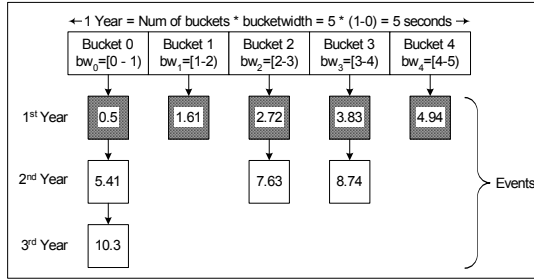 1 Year = Num of buckets * bucketwidth = 5 * (1-0) = 5 seconds
Bucket 0 Bucket 1 Bucket 2 Bucket 3 Bucket 4
bw0=[0 - 1) bw1=[1-2) bw2=[2-3) bw3=[3-4) bw4=[4-5)
1st Year 0.5 1.61 2.72 3.83 4.94
2nd Year 5.41 7.63 8.74
Events
3rd Year 10.3